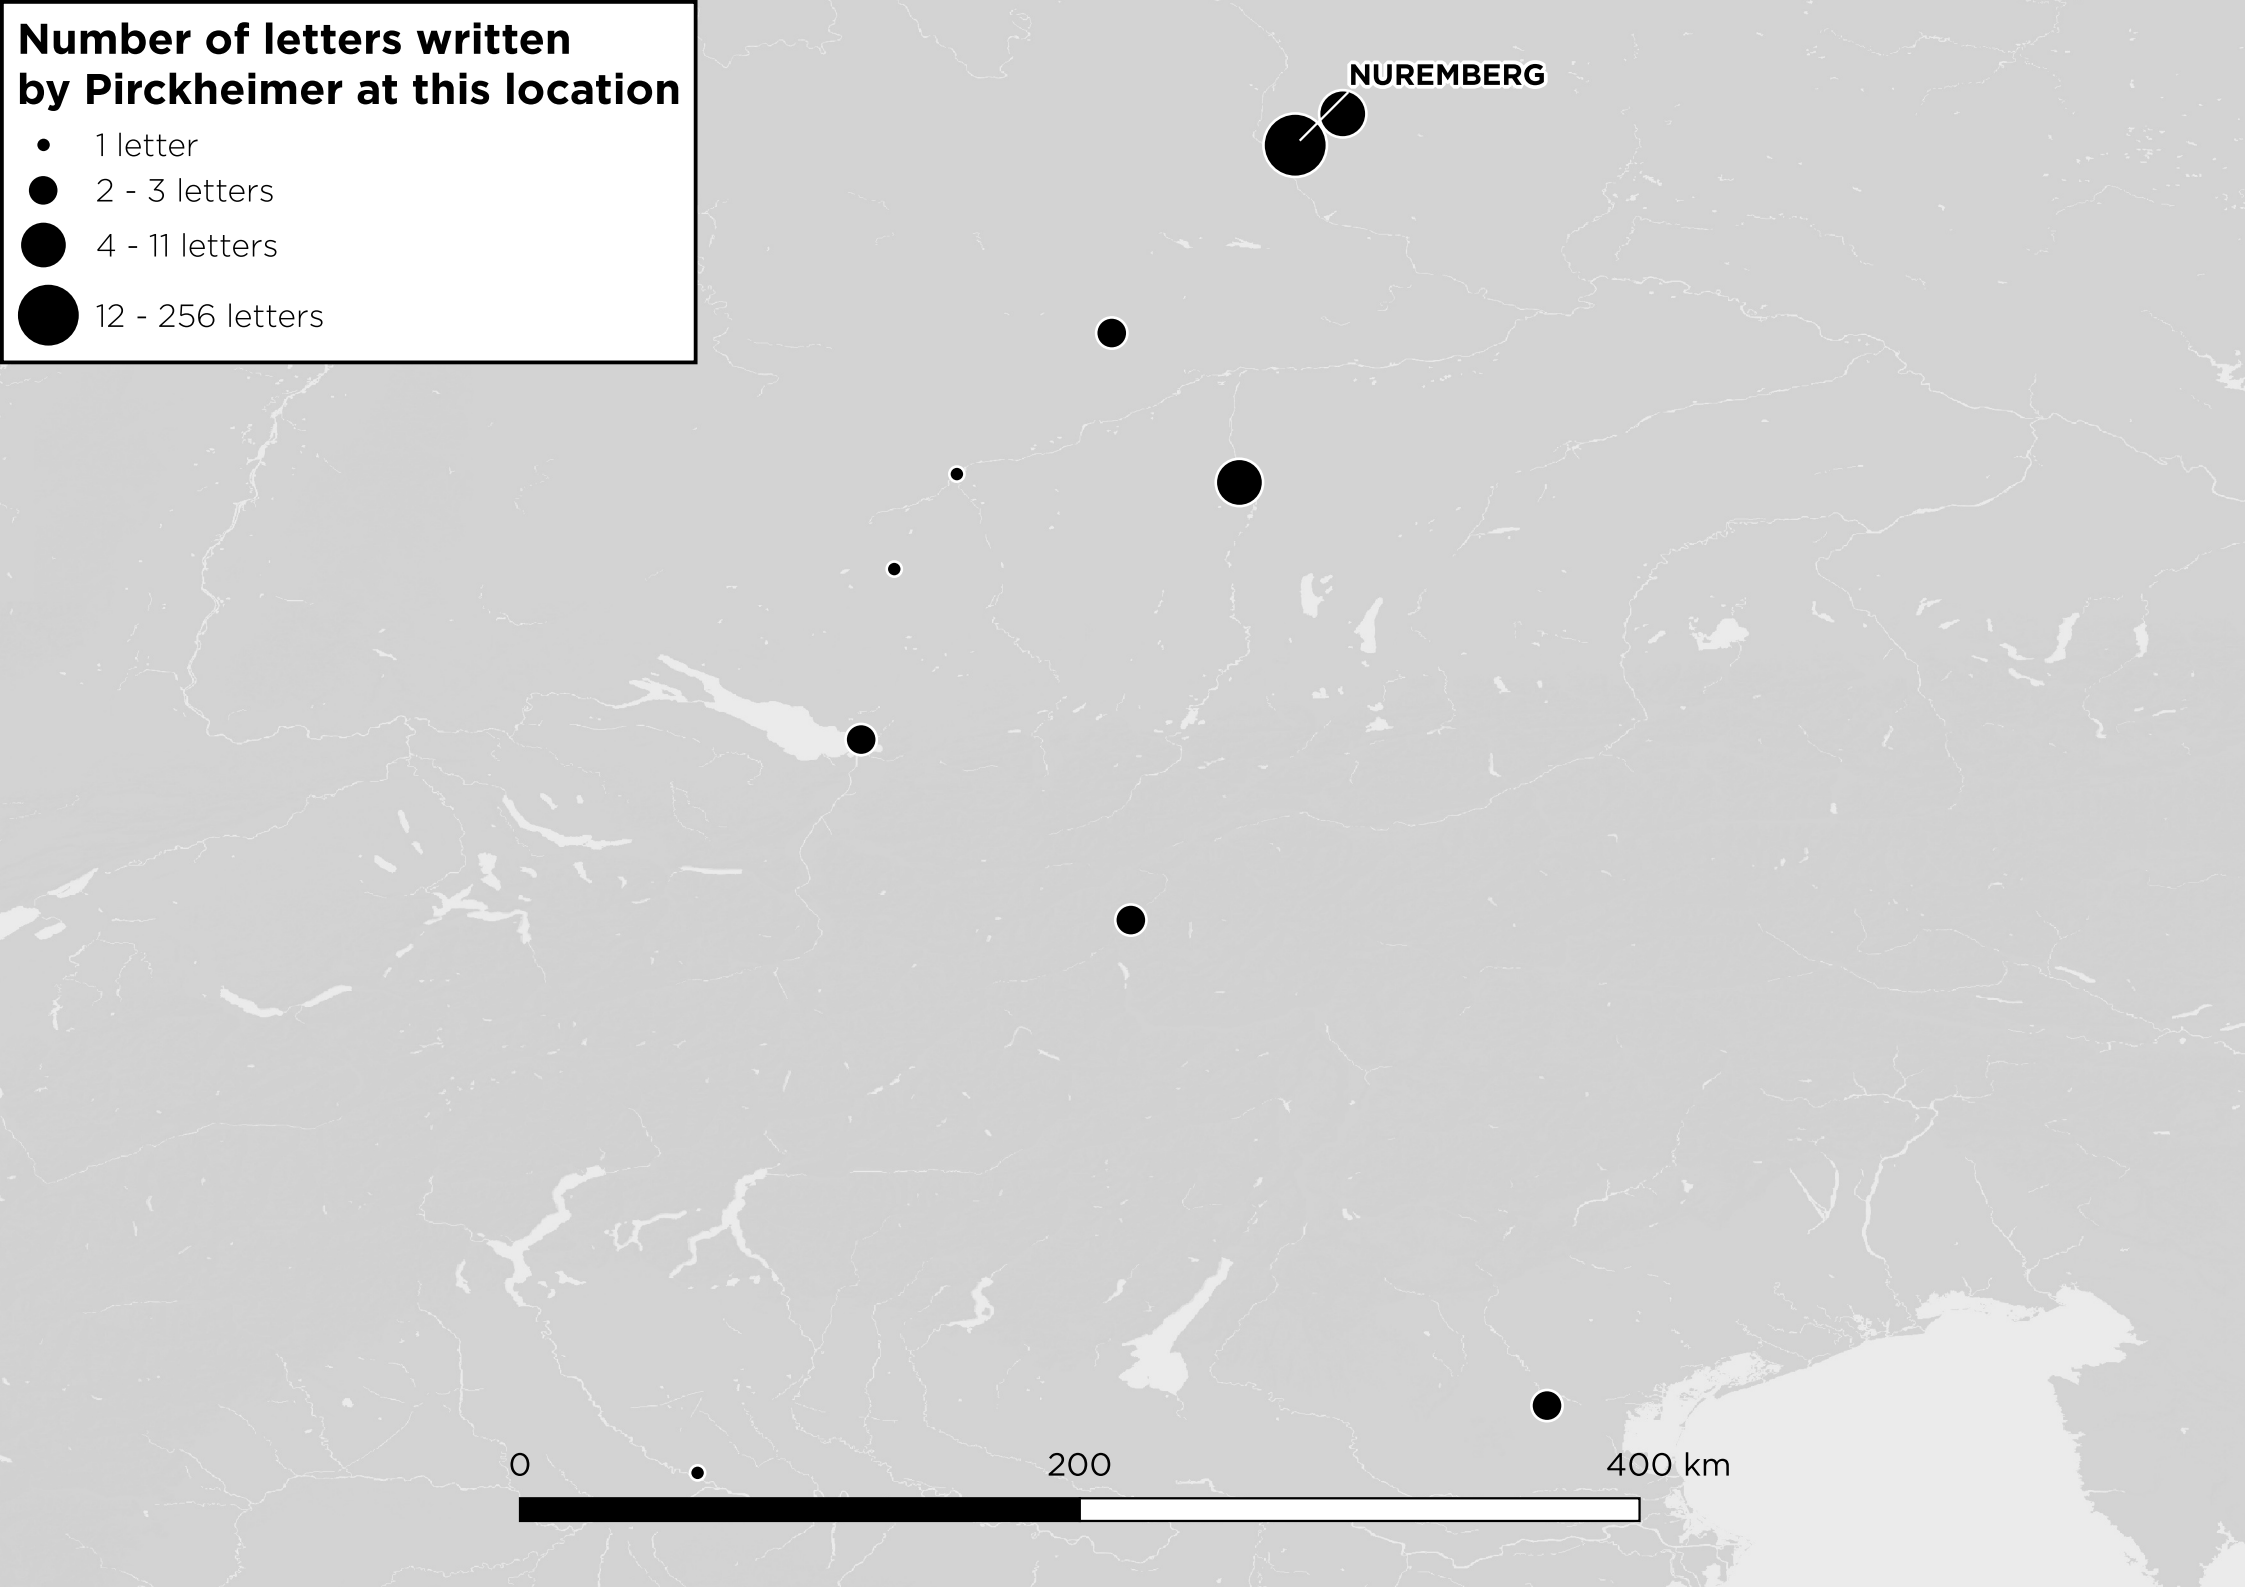 Number of letters written
by Pirckheimer at this location
1 letter
2 - 3 letters
4 - 11 letters
12 - 256 letters
NUREMBERG
0 200 400 km